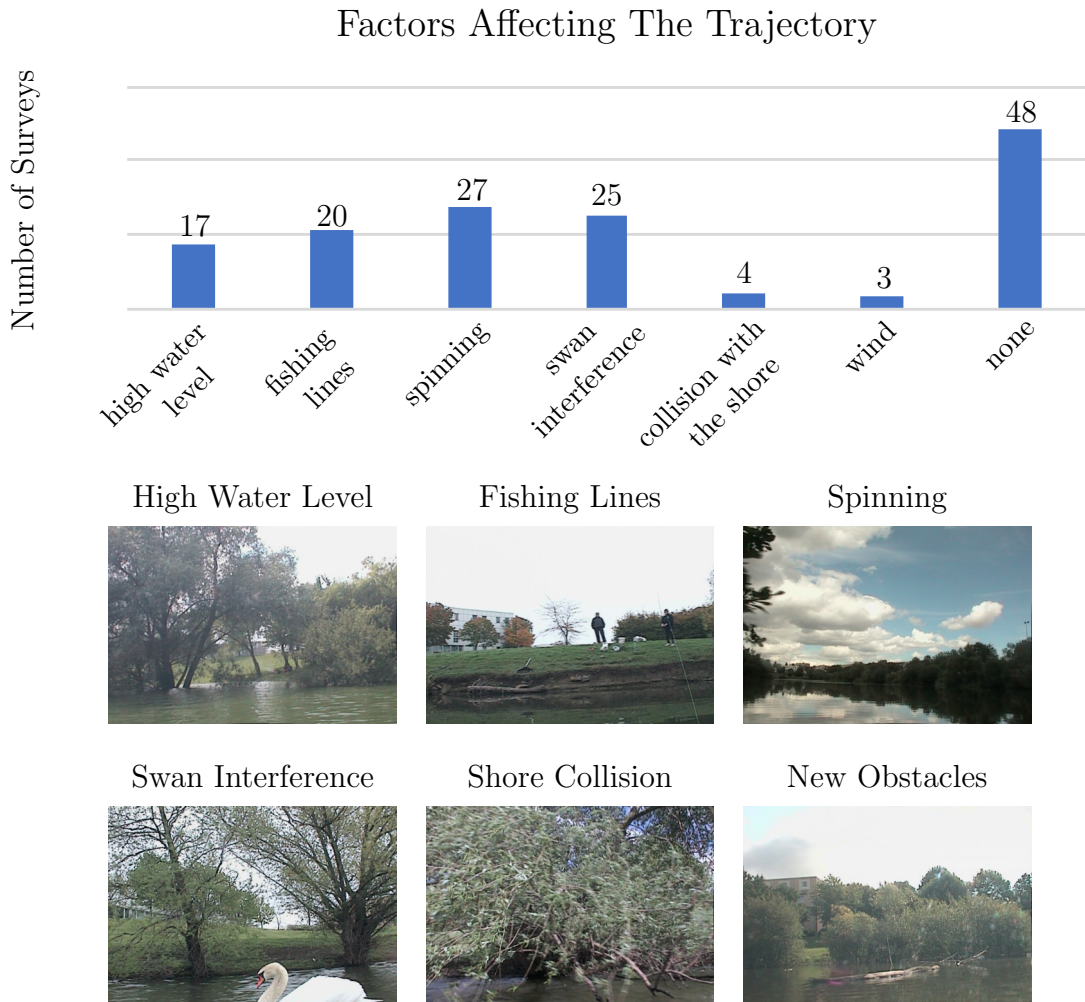 Factors Affecting The Trajectory
Number of Surveys
17
20
27
25
4
3
48
high water
level
fishing
lines
spinning
swan
interference
collision with
the shore
wind
none
High Water Level
Fishing Lines
Spinning
Swan Interference
Shore Collision
New Obstacles